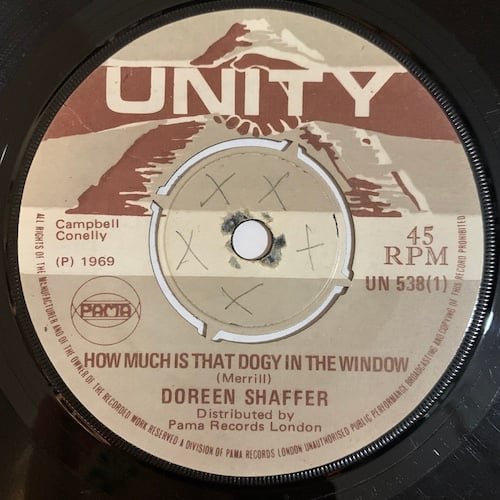 UNITY
Campbell
Conelly
(P) 1969
45
RPM
UN 538(1)
PAMA
HOW MUCH IS THAT DOGY IN THE WINDOW
(Merrill)
DOREEN SHAFFER
Distributed by
Pama Records London
ALL RIGHTS OF THE MANUFACTURER AND OF THE OWNER OF THE RECORDED WORK RESERVED A DIVISION OF PAMA RECORDS LONDON UNAUTHORISED PUBLIC PERFORMANCE BROADCASTING AND COPYING OF THIS RECORD PROHIBITED
X X
X X
X